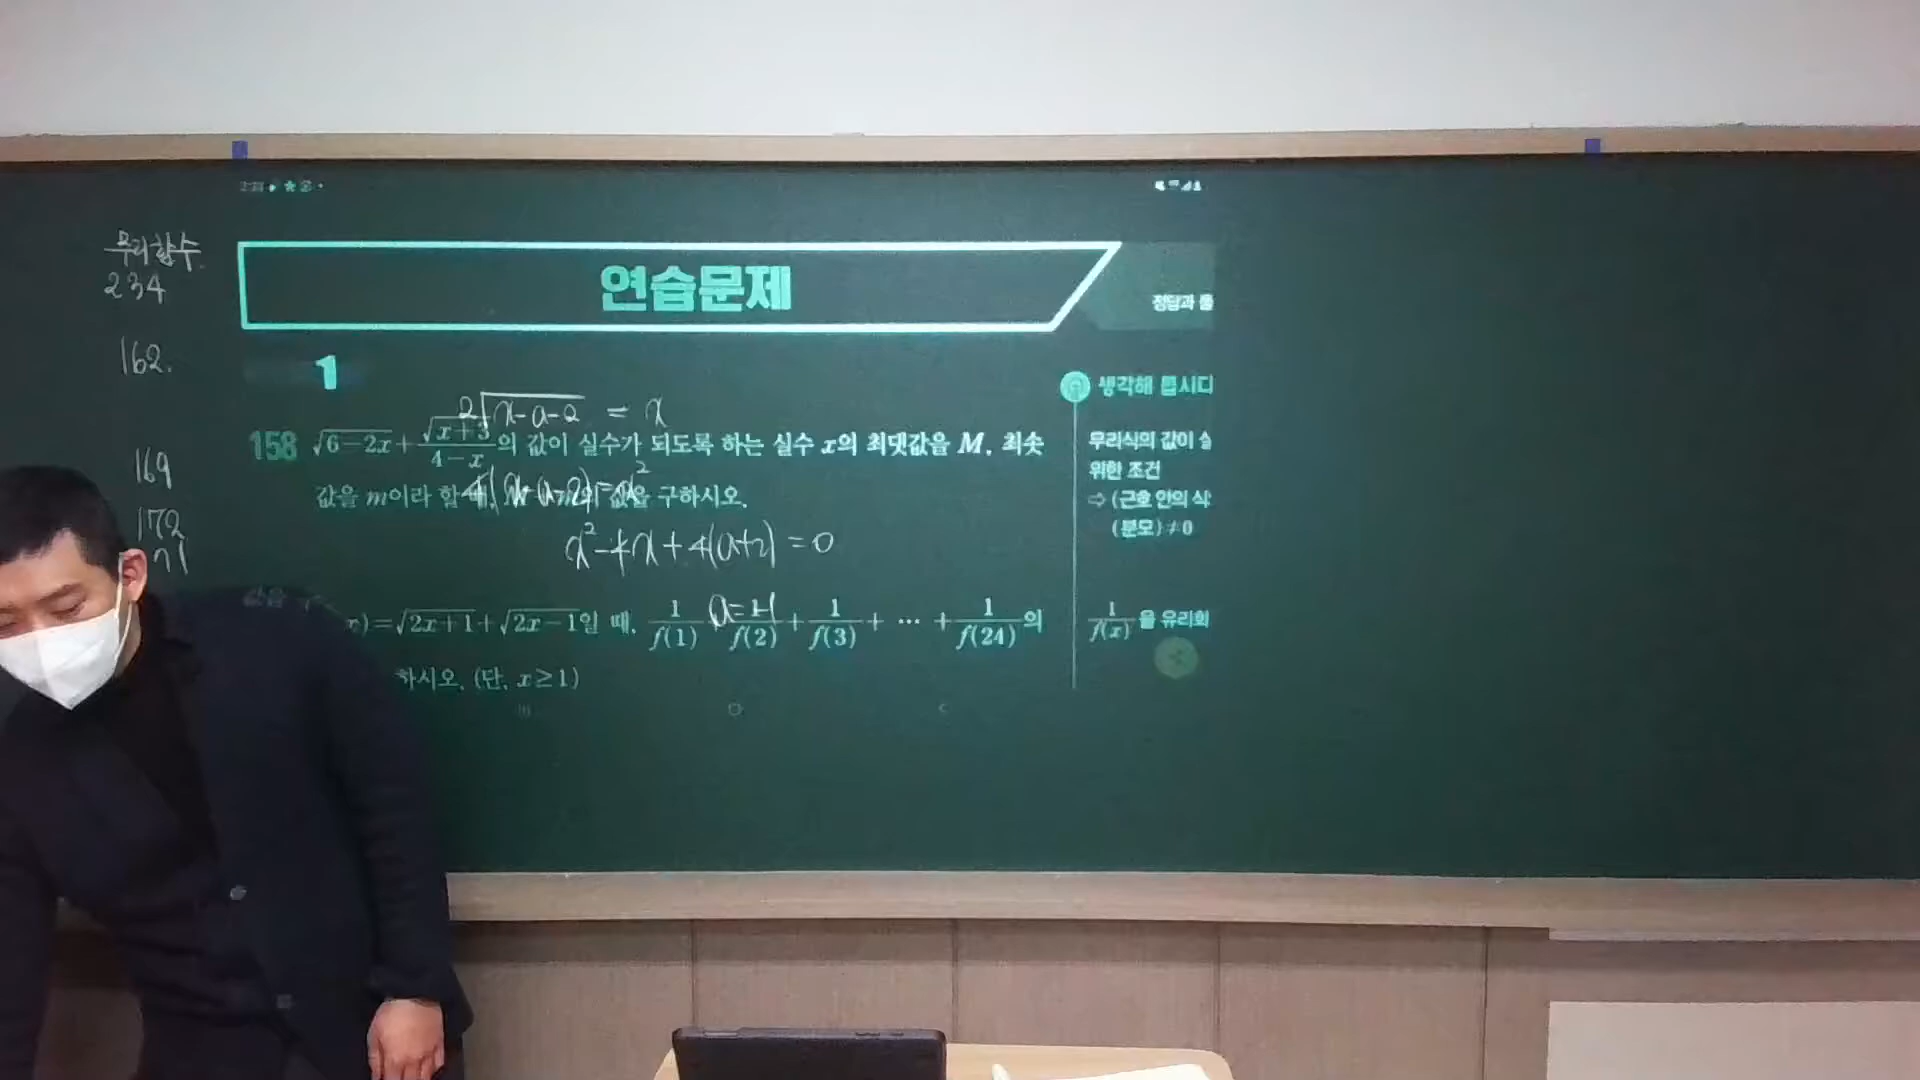 무리함수
234
162.
169
172
71
연습문제
정답과
1
2√(x-a-2) = x
158 √(6-2x) + √(x+3)/(4-x) 의 값이 실수가 되도록 하는 실수 x의 최댓값을 M, 최솟
값을 m이라 할 구하시오.
4(x-a-2)=x²
x²-4x+4(a+2)=0
a=-1
x)=√(2x+1)+√(2x-1)일 때, 1/f(1) + 1/f(2) + 1/f(3) + ⋯ + 1/f(24) 의
값을
하시오. (단, x≥1)
생각해 봅시다
무리식의 값이
위한 조건
⇨ (근호 안의 식
(분모)≠0
1/f(x) 을 유리화